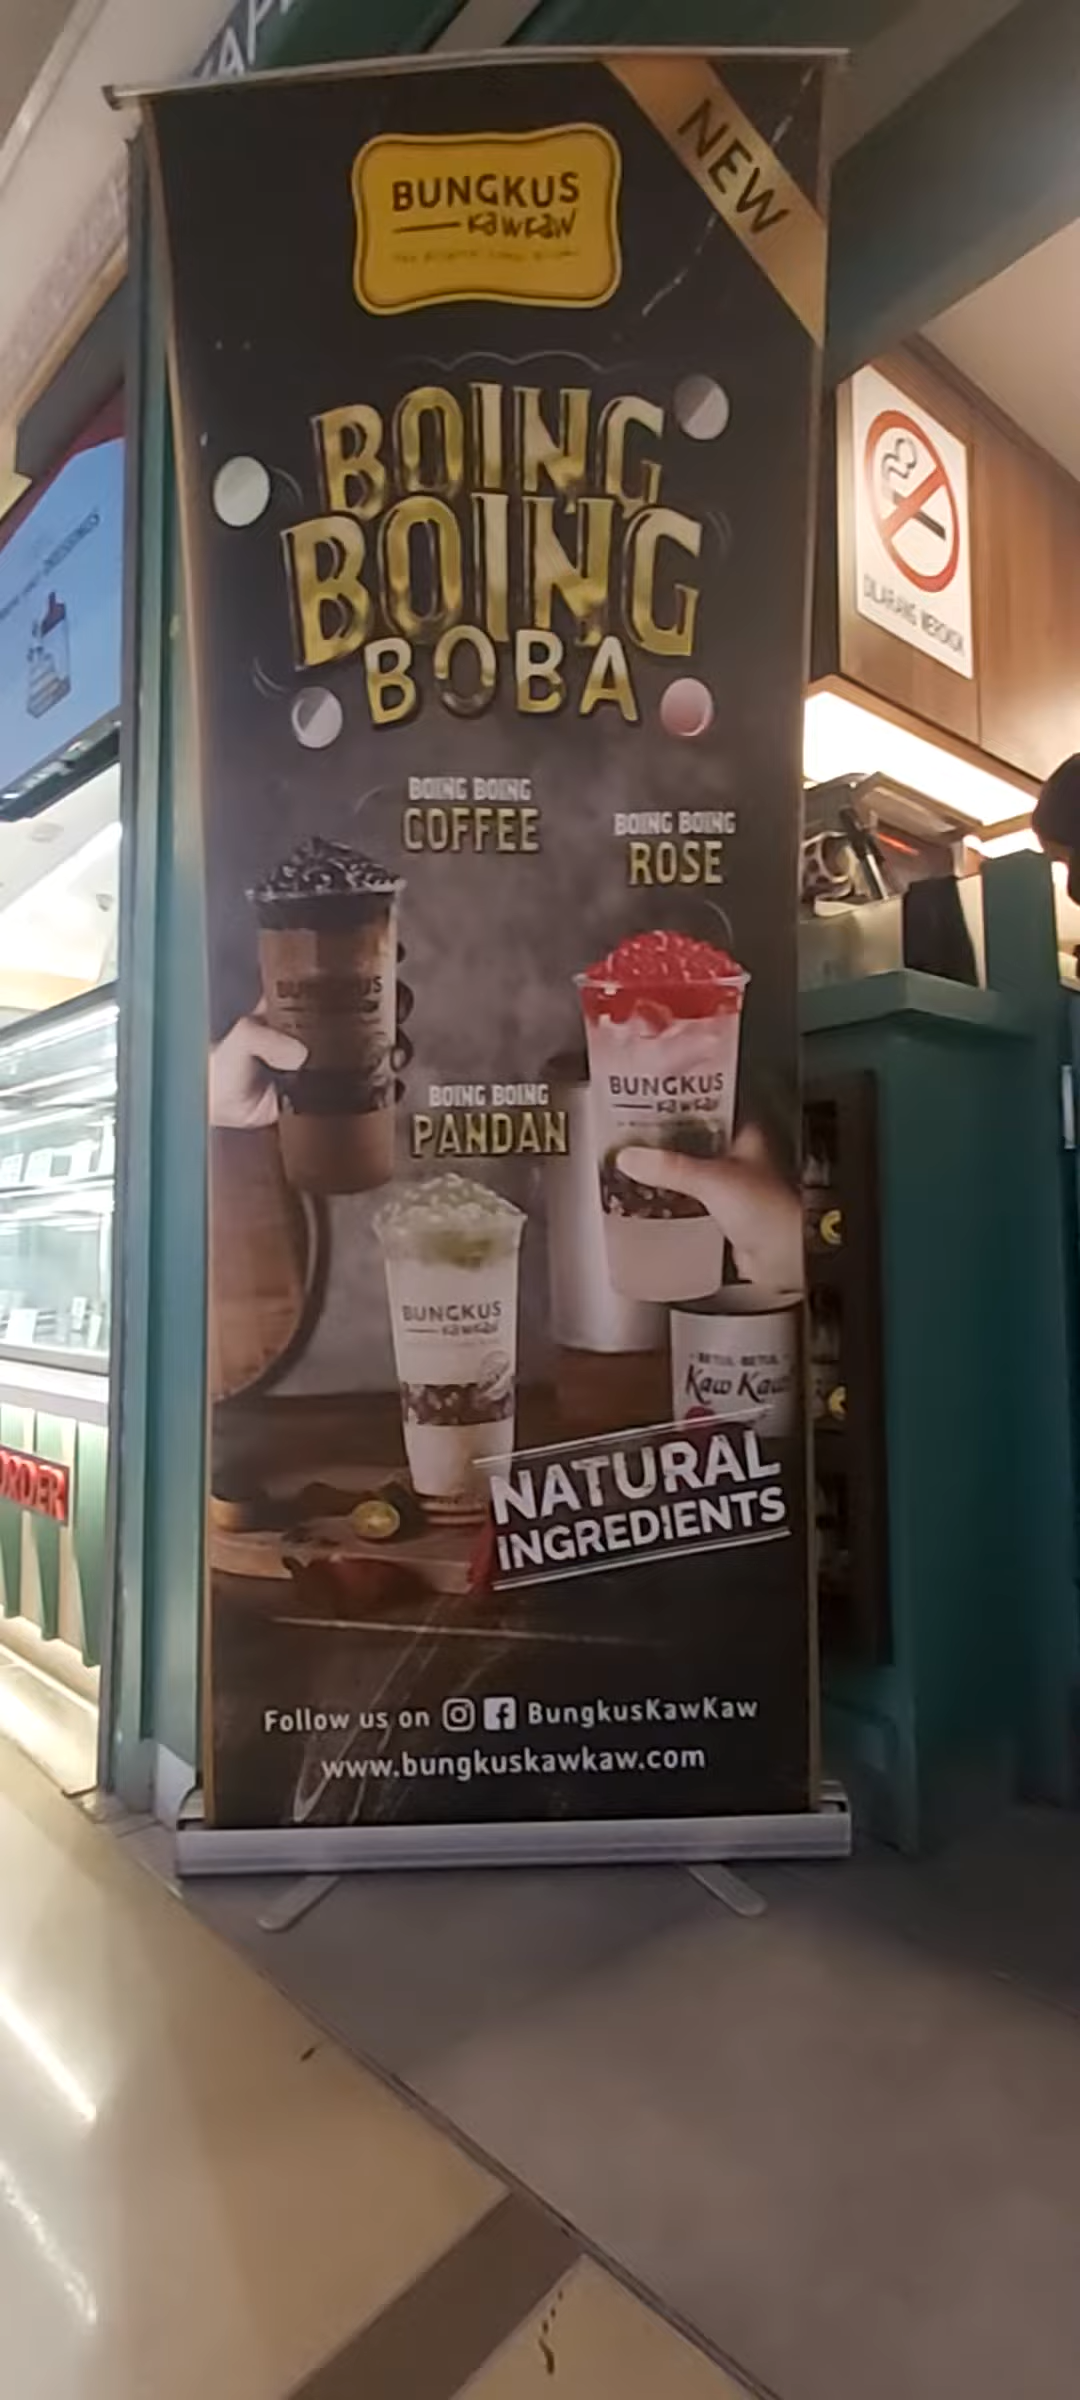 NEW
BUNGKUS
KawKaw
BOING
BOING
BOBA
BOING BOING
COFFEE
BOING BOING
ROSE
BUNGKUS
BOING BOING
PANDAN
BUNGKUS
KawKaw
BUNGKUS
KawKaw
BETUL-BETUL
Kaw Kaw
NATURAL
INGREDIENTS
Follow us on BungkusKawKaw
www.bungkuskawkaw.com
DILARANG MEROKOK
ORDER